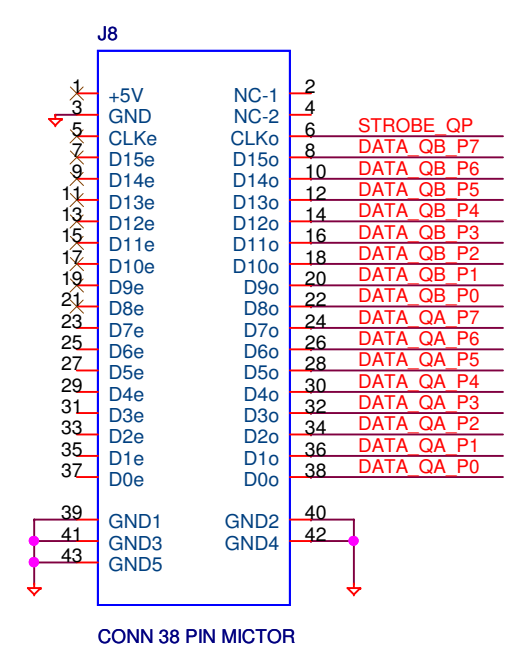 J8
1 +5V NC-1 2
3 GND NC-2 4
5 CLKe CLKo 6 STROBE_QP
7 D15e D15o 8 DATA_QB_P7
9 D14e D14o 10 DATA_QB_P6
11 D13e D13o 12 DATA_QB_P5
13 D12e D12o 14 DATA_QB_P4
15 D11e D11o 16 DATA_QB_P3
17 D10e D10o 18 DATA_QB_P2
19 D9e D9o 20 DATA_QB_P1
21 D8e D8o 22 DATA_QB_P0
23 D7e D7o 24 DATA_QA_P7
25 D6e D6o 26 DATA_QA_P6
27 D5e D5o 28 DATA_QA_P5
29 D4e D4o 30 DATA_QA_P4
31 D3e D3o 32 DATA_QA_P3
33 D2e D2o 34 DATA_QA_P2
35 D1e D1o 36 DATA_QA_P1
37 D0e D0o 38 DATA_QA_P0
39 GND1 GND2 40
41 GND3 GND4 42
43 GND5
CONN 38 PIN MICTOR